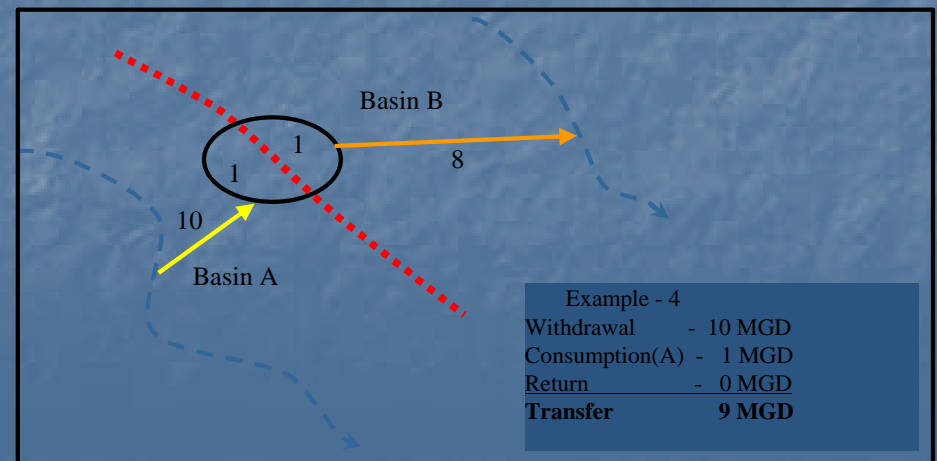 Basin B
1
8
1
10
Basin A
Example - 4
Withdrawal - 10 MGD
Consumption(A) - 1 MGD
Return - 0 MGD
Transfer 9 MGD